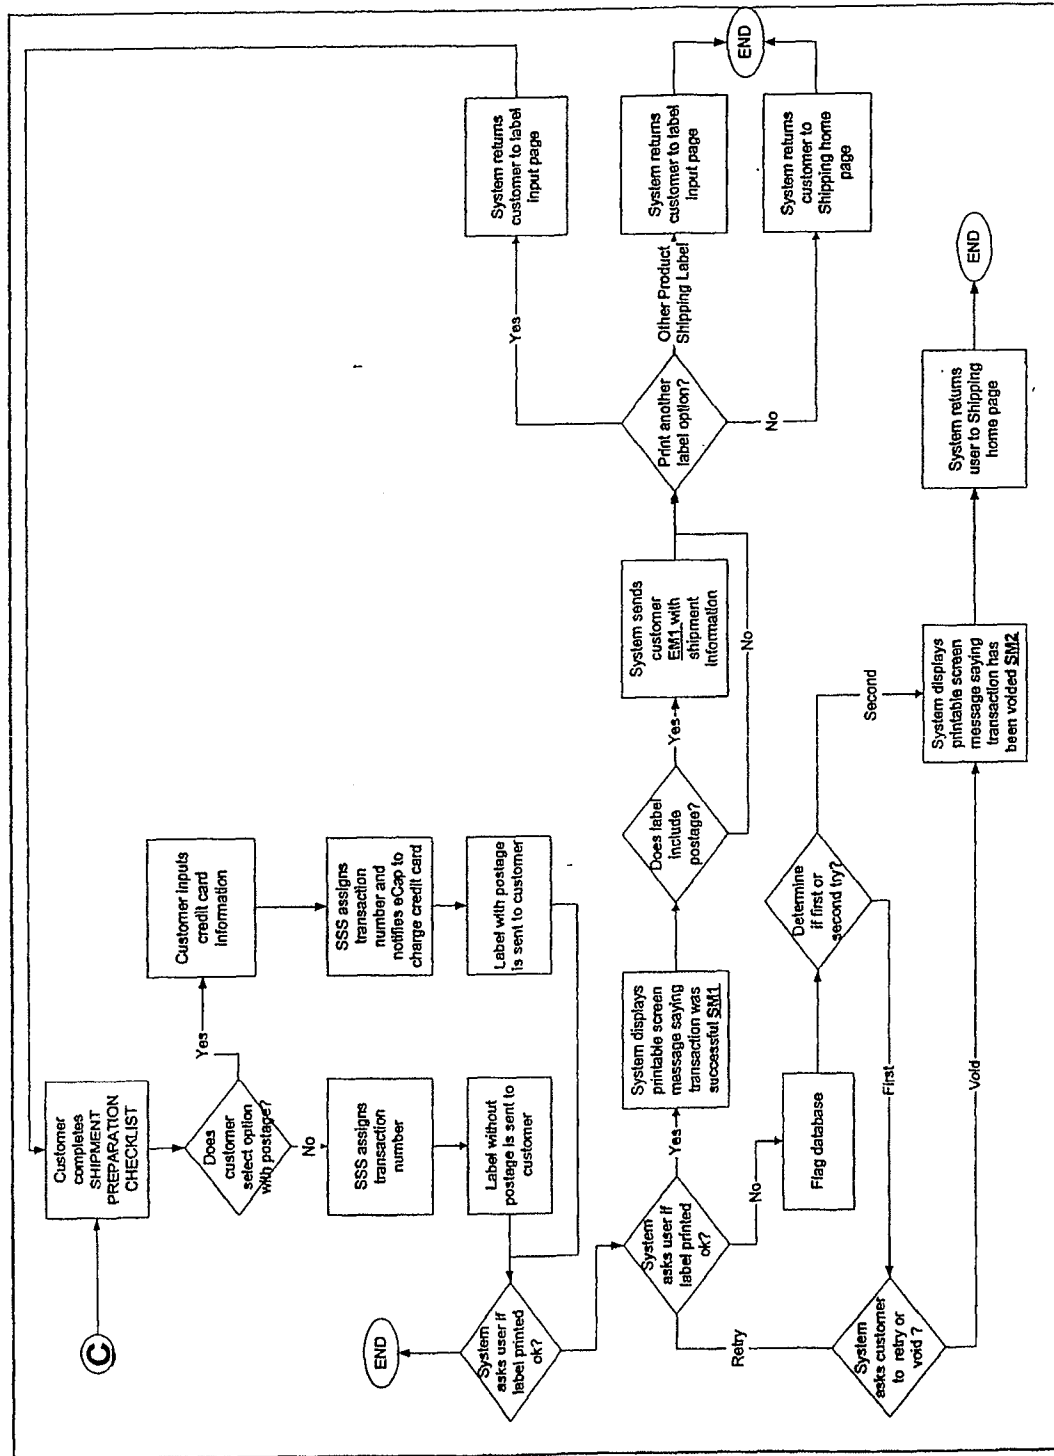 C
Customer
completes
SHIPMENT
PREPARATION
CHECKLIST
Does
customer
select option
with postage?
Yes
Customer inputs
credit card
information
No
SSS assigns
transaction
number
SSS assigns
transaction
number and
notifies eCap to
charge credit card
Label without
postage is sent to
customer
Label with postage
is sent to customer
END
System
asks user if
label printed
ok?
System
asks user if
label printed
ok?
Yes
System displays
printable screen
message saying
transaction was
successful SM1
Does label
include
postage?
Yes
System sends
customer
EM1 with
shipment
information
No
Print another
label option?
Yes
System returns
customer to label
input page
Other Product
Shipping Label
System returns
customer to label
input page
No
System returns
customer to
Shipping home
page
END
No
Flag database
Determine
if first or
second try?
Second
First
Retry
System
asks customer
to retry or
void ?
Void
System displays
printable screen
message saying
transaction has
been voided SM2
System returns
user to Shipping
home page
END